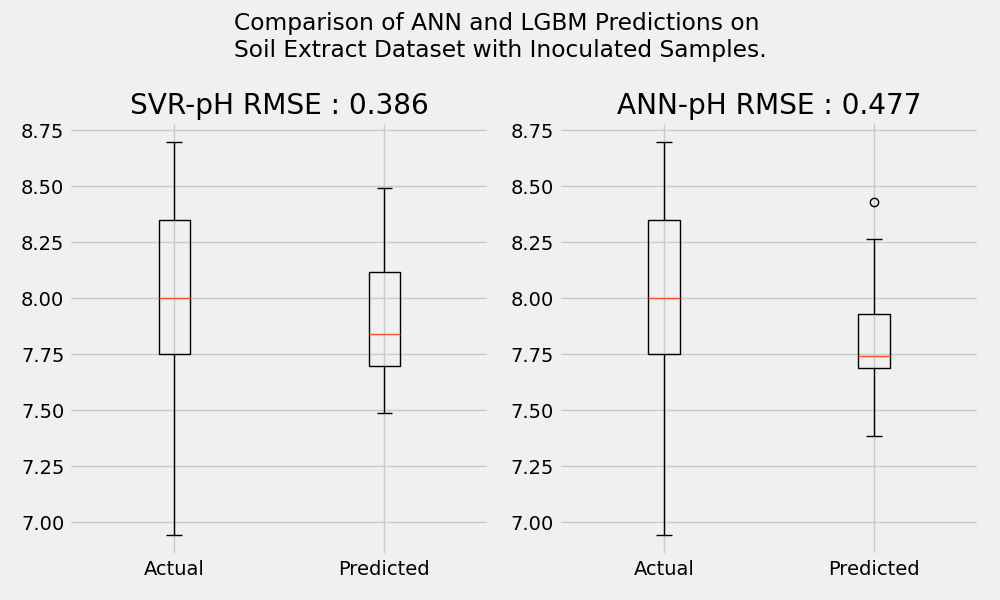 Comparison of ANN and LGBM Predictions on
Soil Extract Dataset with Inoculated Samples.
SVR-pH RMSE : 0.386
8.75
8.50
8.25
8.00
7.75
7.50
7.25
7.00
Actual Predicted
ANN-pH RMSE : 0.477
8.75
8.50
8.25
8.00
7.75
7.50
7.25
7.00
Actual Predicted